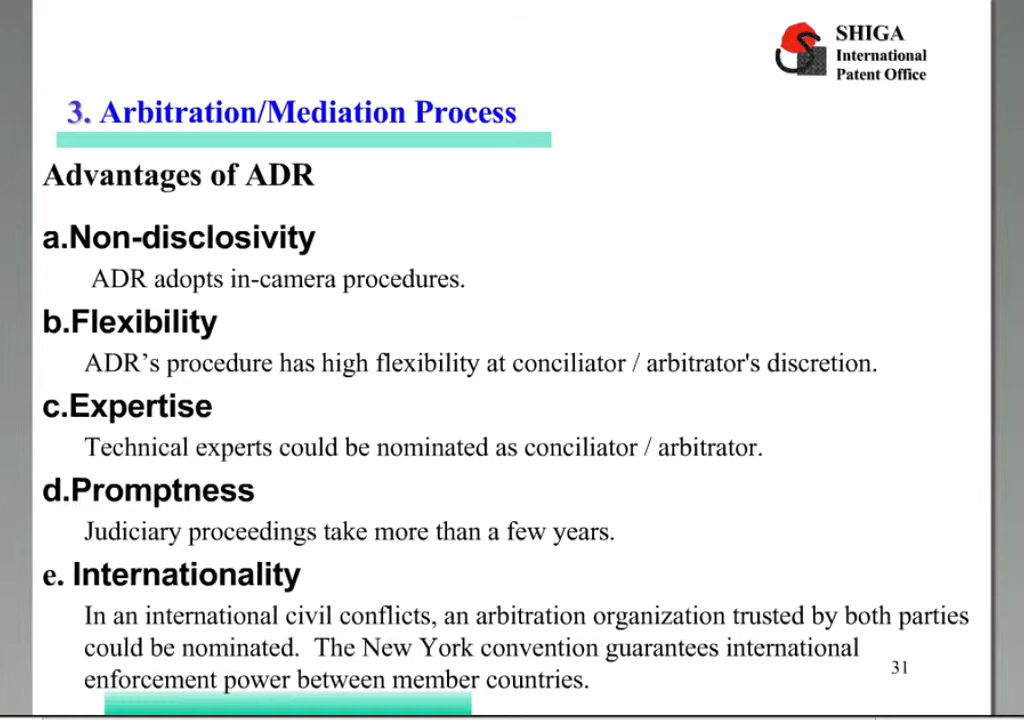 SHIGA
International
Patent Office
3. Arbitration/Mediation Process
Advantages of ADR
a.Non-disclosivity
ADR adopts in-camera procedures.
b.Flexibility
ADR’s procedure has high flexibility at conciliator / arbitrator's discretion.
c.Expertise
Technical experts could be nominated as conciliator / arbitrator.
d.Promptness
Judiciary proceedings take more than a few years.
e. Internationality
In an international civil conflicts, an arbitration organization trusted by both parties
could be nominated.  The New York convention guarantees international
enforcement power between member countries.
31